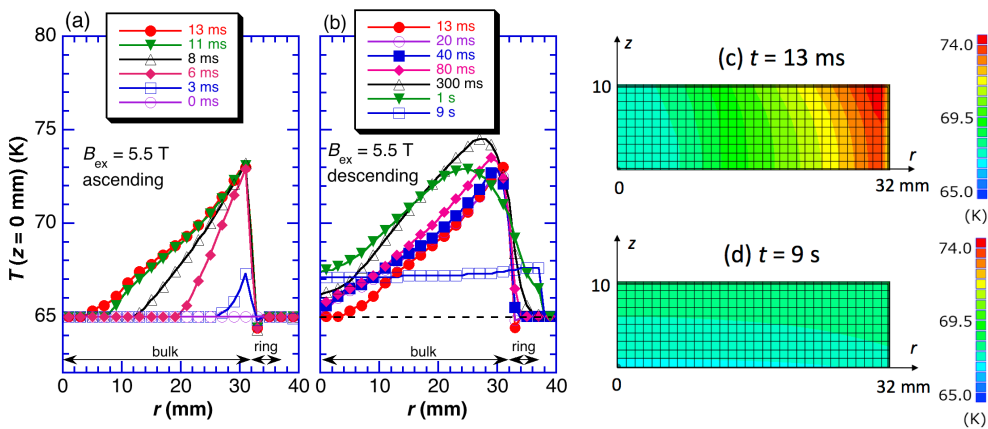 (a)
13 ms
11 ms
8 ms
6 ms
3 ms
0 ms
B_ex = 5.5 T
ascending
bulk
ring
T (z = 0 mm) (K)
80
75
70
65
0
10
20
30
40
r (mm)
(b)
13 ms
20 ms
40 ms
80 ms
300 ms
1 s
9 s
B_ex = 5.5 T
descending
bulk
ring
0
10
20
30
40
r (mm)
z
(c) t = 13 ms
10
r
0
32 mm
74.0
69.5
65.0
(K)
z
(d) t = 9 s
10
r
0
32 mm
74.0
69.5
65.0
(K)